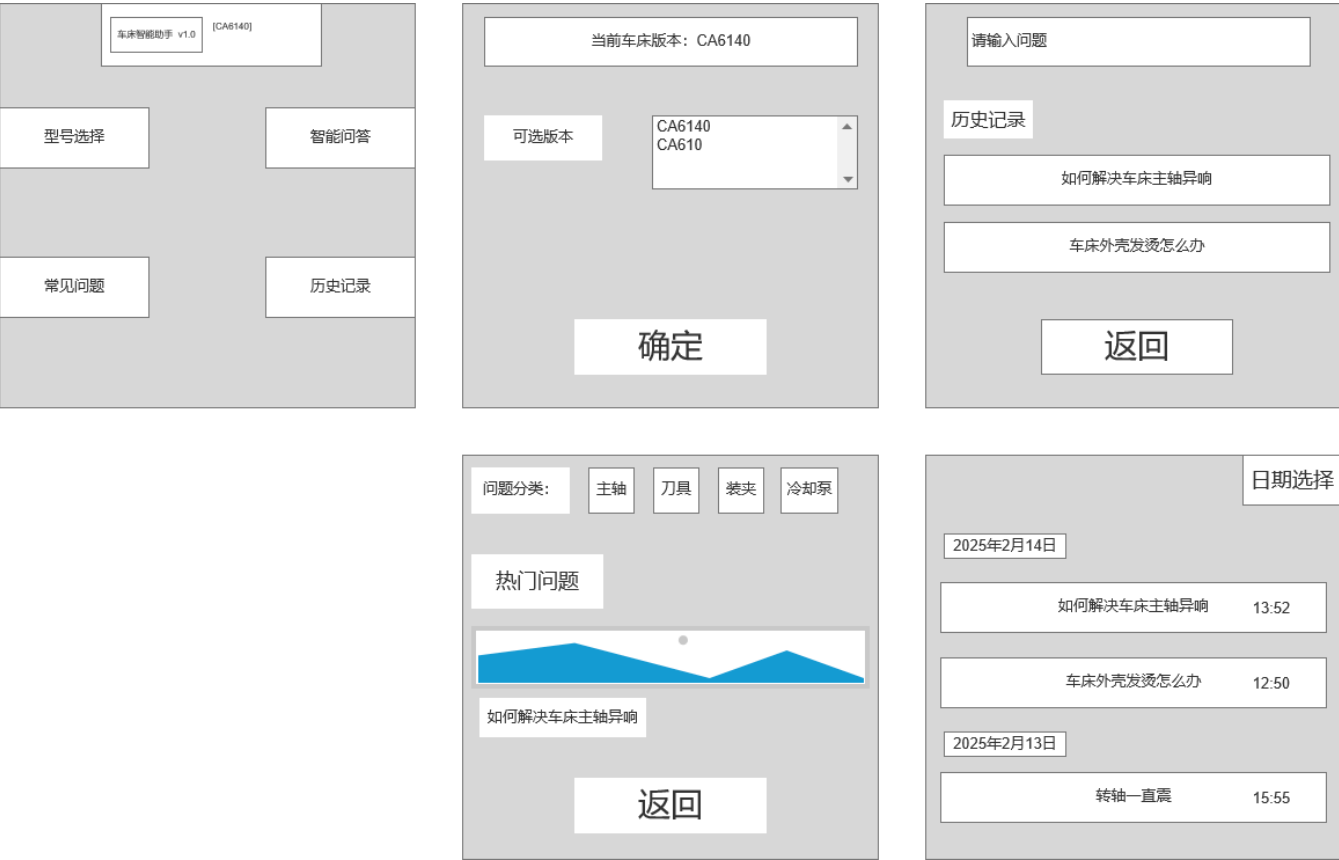 车床智能助手 v1.0
[CA6140]
型号选择
智能问答
常见问题
历史记录
当前车床版本：CA6140
可选版本
CA6140
CA610
确定
请输入问题
历史记录
如何解决车床主轴异响
车床外壳发烫怎么办
返回
问题分类：
主轴
刀具
装夹
冷却泵
热门问题
如何解决车床主轴异响
返回
日期选择
2025年2月14日
如何解决车床主轴异响 13:52
车床外壳发烫怎么办 12:50
2025年2月13日
转轴一直震 15:55